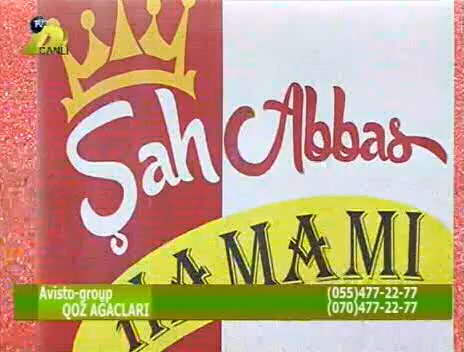 CANLI
Şah Abbas
HAMAMI
Avisto-group
QOZ AGACLARI
(055)477-22-77
(070)477-22-77